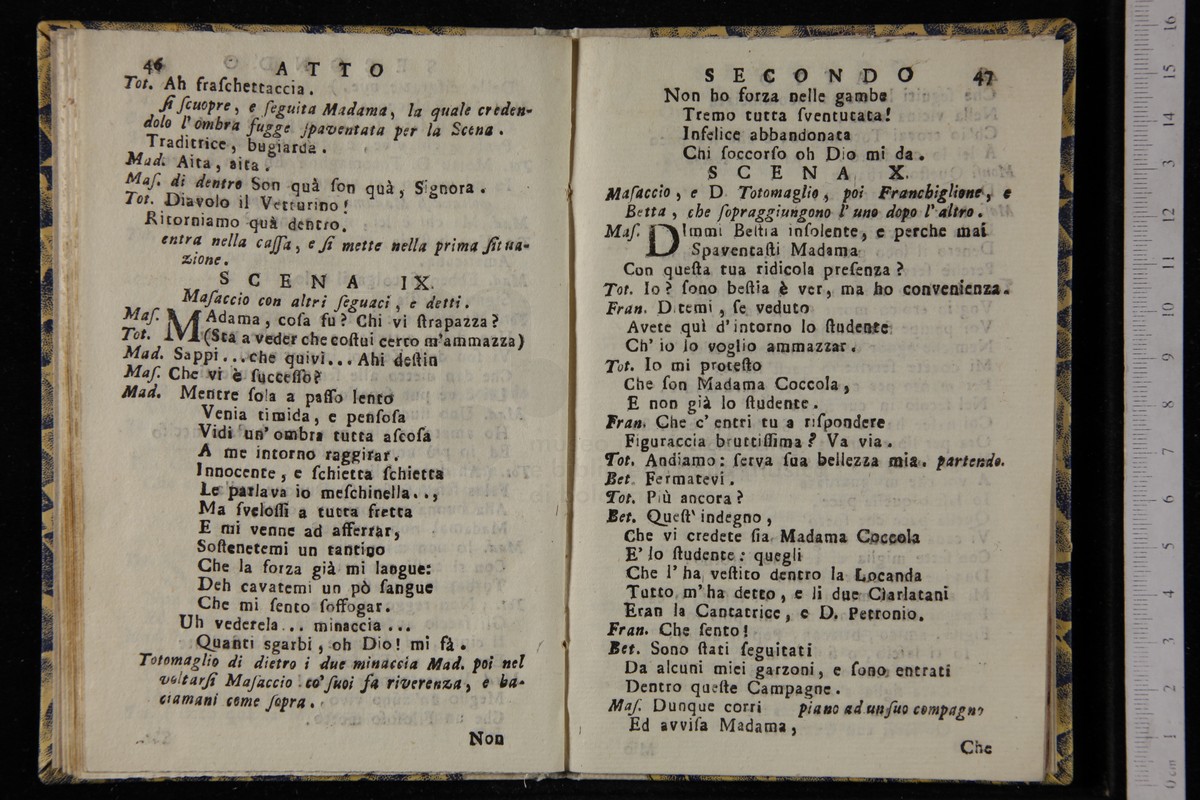 46 ATTO
Tot. Ah fraſchettaccia.
ſi ſcuopre, e ſeguita Madama, la quale creden-
dolo l'ombra fugge ſpaventata per la Scena.
Traditrice, bugiarda.
Mad. Aita, aita.
Maſ. di dentro Son quà ſon quà, Signora.
Tot. Diavolo il Vetturino!
Ritorniamo quà dentro.
entra nella caſſa, e ſi mette nella prima ſitua-
zione.
SCENA IX.
Maſaccio con altri ſeguaci, e detti.
Maſ. MAdama, coſa fu? Chi vi ſtrapazza?
Tot. (Sta a veder che coſtui certo m'ammazza)
Mad. Sappi... che quivi... Ahi deſtin
Maſ. Che vi è ſucceſſo?
Mad. Mentre ſola a paſſo lento
Venia timida, e penſoſa
Vidi un' ombra tutta aſcoſa
A me intorno raggirar.
Innocente, e ſchietta ſchietta
Le parlava io meſchinella..,
Ma ſveloſſi a tutta fretta
E mi venne ad afferrar,
Soſtenetemi un tantino
Che la forza già mi langue:
Deh cavatemi un pò ſangue
Che mi ſento ſoffogar.
Uh vederela... minaccia...
Quanti sgarbi, oh Dio! mi fà.
Totomaglio di dietro i due minaccia Mad. poi nel
voltarſi Maſaccio co' ſuoi fa riverenza, e ba-
ciamani come ſopra.
Non
SECONDO 47
Non ho forza nelle gambe
Tremo tutta ſventurata!
Infelice abbandonata
Chi ſoccorſo oh Dio mi da.
SCENA X.
Maſaccio, e D. Totomaglio, poi Franchiglione, e
Betta, che ſopraggiungono l'uno dopo l'altro.
Maſ. DImmi Beſtia inſolente, e perche mai
Spaventaſti Madama
Con queſta tua ridicola preſenza?
Tot. Io? ſono beſtia è ver, ma ho convenienza.
Fran. Ditemi, ſe veduto
Avete quì d'intorno lo ſtudente
Ch' io lo voglio ammazzar.
Tot. Io mi proteſto
Che ſon Madama Coccola,
E non già lo ſtudente.
Fran. Che c' entri tu a riſpondere
Figuraccia bruttiſſima? Va via.
Tot. Andiamo: ſerva ſua bellezza mia. partendo.
Bet. Fermatevi.
Tot. Più ancora?
Bet. Queſt' indegno,
Che vi credete ſia Madama Coccola
E' lo ſtudente: quegli
Che l' ha veſtito dentro la Locanda
Tutto m' ha detto, e li due Ciarlatani
Eran la Cantatrice, e D. Petronio.
Fran. Che ſento!
Bet. Sono ſtati ſeguitati
Da alcuni miei garzoni, e ſono entrati
Dentro queſte Campagne.
Maſ. Dunque corri piano ad un ſuo compagno
Ed avviſa Madama,
Che